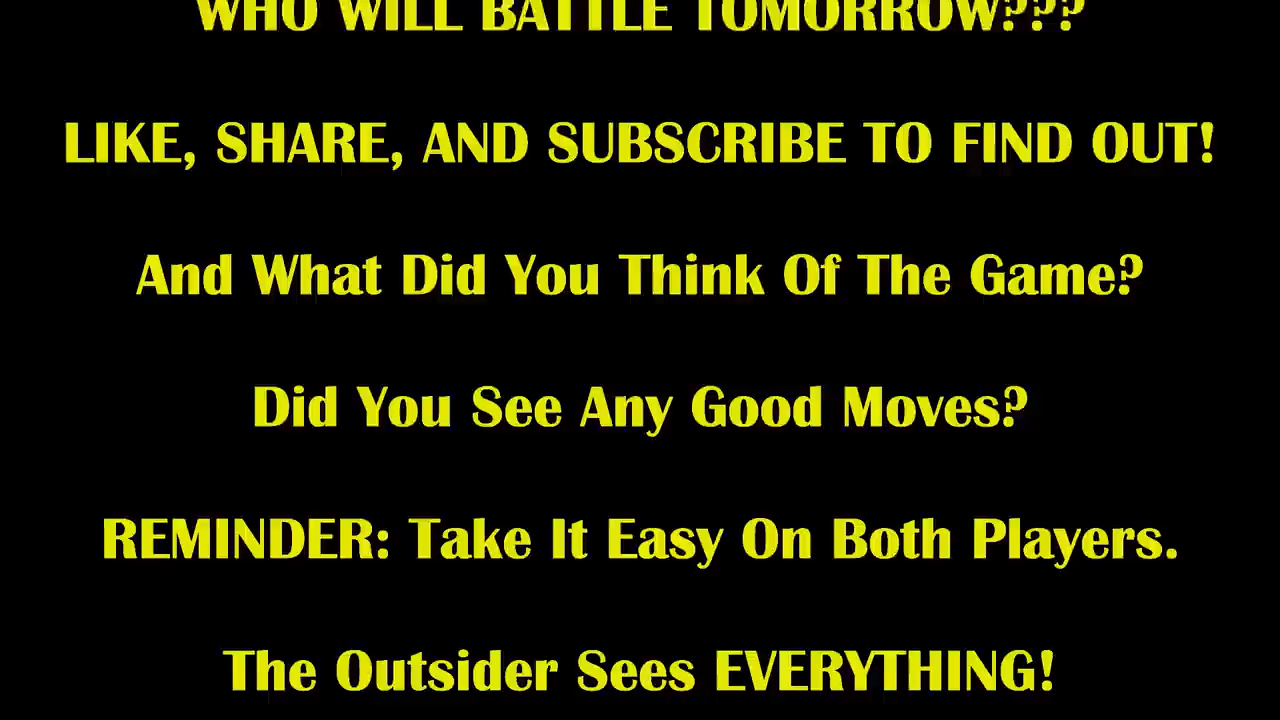 WHO WILL BATTLE TOMORROW???
LIKE, SHARE, AND SUBSCRIBE TO FIND OUT!
And What Did You Think Of The Game?
Did You See Any Good Moves?
REMINDER: Take It Easy On Both Players.
The Outsider Sees EVERYTHING!